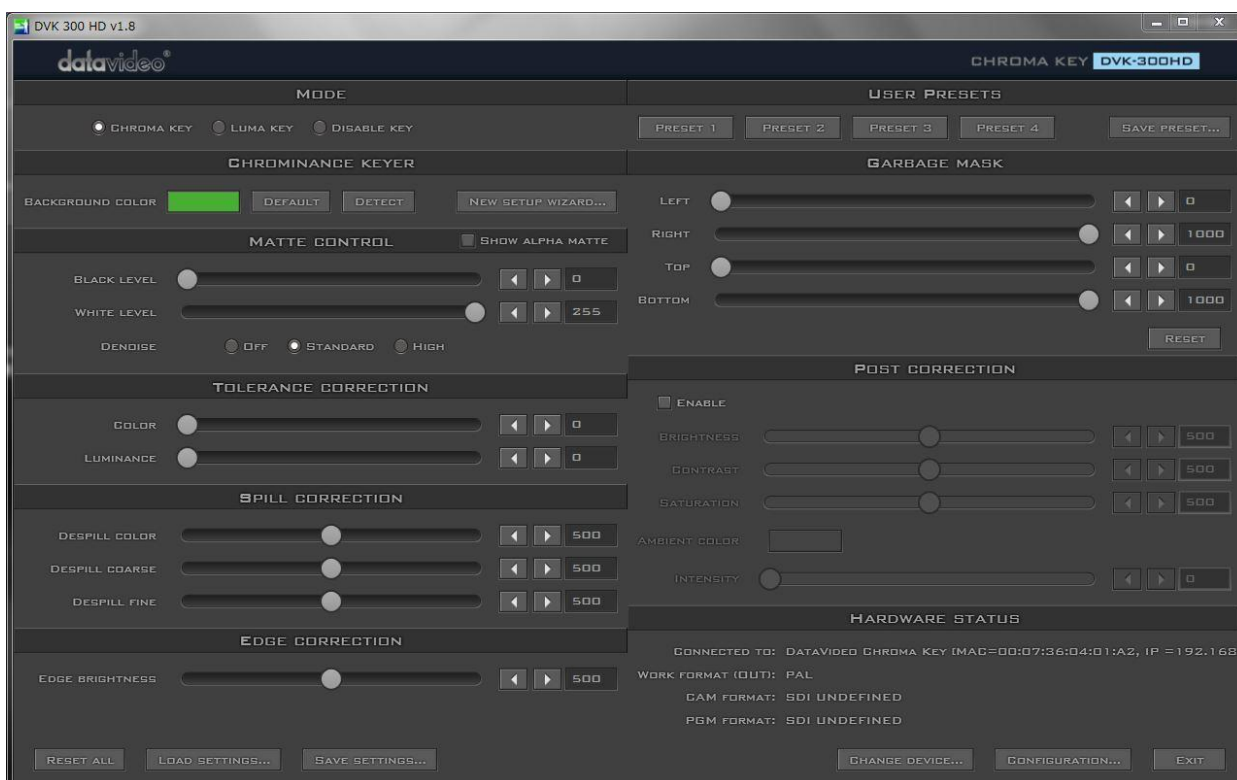 DVK 300 HD v1.8
datavideo®
CHROMA KEY DVK-300HD
MODE
CHROMA KEY LUMA KEY DISABLE KEY
CHROMINANCE KEYER
BACKGROUND COLOR DEFAULT DETECT NEW SETUP WIZARD...
MATTE CONTROL SHOW ALPHA MATTE
BLACK LEVEL 0
WHITE LEVEL 255
DENOISE OFF STANDARD HIGH
TOLERANCE CORRECTION
COLOR 0
LUMINANCE 0
SPILL CORRECTION
DESPILL COLOR 500
DESPILL COARSE 500
DESPILL FINE 500
EDGE CORRECTION
EDGE BRIGHTNESS 500
RESET ALL LOAD SETTINGS... SAVE SETTINGS...
USER PRESETS
PRESET 1 PRESET 2 PRESET 3 PRESET 4 SAVE PRESET...
GARBAGE MASK
LEFT 0
RIGHT 1000
TOP 0
BOTTOM 1000
RESET
POST CORRECTION
ENABLE
BRIGHTNESS 500
CONTRAST 500
SATURATION 500
AMBIENT COLOR
INTENSITY 0
HARDWARE STATUS
CONNECTED TO: DATAVIDEO CHROMA KEY (MAC=00:07:36:04:01:A2, IP =192.168
WORK FORMAT (OUT): PAL
CAM FORMAT: SDI UNDEFINED
PGM FORMAT: SDI UNDEFINED
CHANGE DEVICE... CONFIGURATION... EXIT